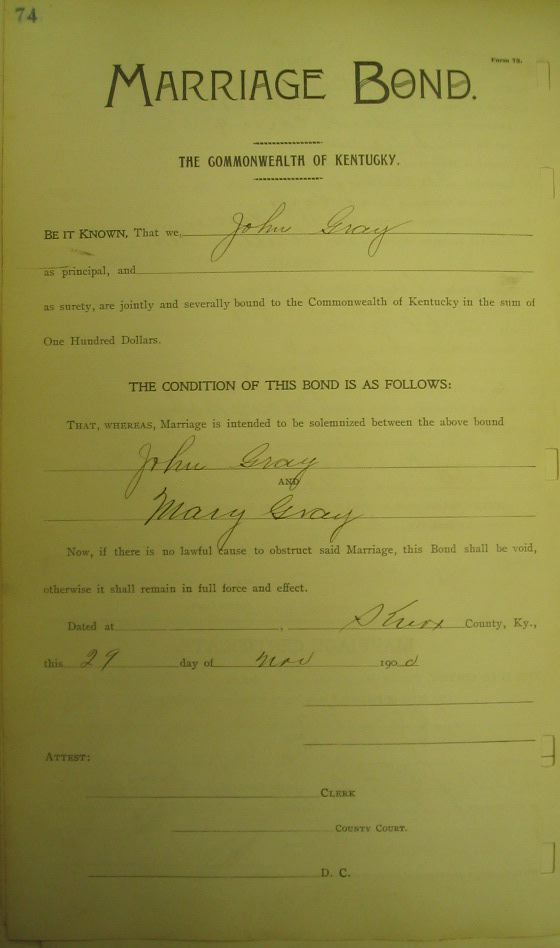 74
Form 78.
MARRIAGE BOND.
THE COMMONWEALTH OF KENTUCKY.
BE IT KNOWN, That we, John Gray
as principal, and
as surety, are jointly and severally bound to the Commonwealth of Kentucky in the sum of
One Hundred Dollars.
THE CONDITION OF THIS BOND IS AS FOLLOWS:
THAT, WHEREAS, Marriage is intended to be solemnized between the above bound
John Gray
AND
Mary Gray
Now, if there is no lawful cause to obstruct said Marriage, this Bond shall be void,
otherwise it shall remain in full force and effect.
Dated at , Knox County, Ky.,
this 29 day of Nov 190
ATTEST:
CLERK
COUNTY COURT.
D. C.